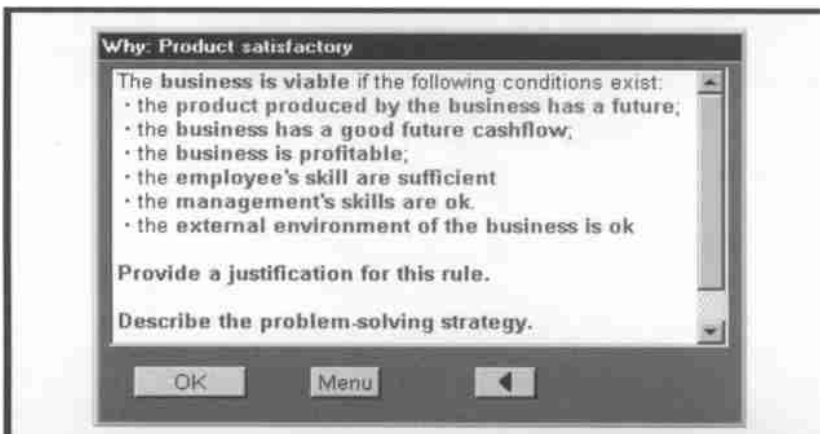 Why: Product satisfactory
The business is viable if the following conditions exist:
· the product produced by the business has a future;
· the business has a good future cashflow;
· the business is profitable;
· the employee's skill are sufficient
· the management's skills are ok.
· the external environment of the business is ok
Provide a justification for this rule.
Describe the problem-solving strategy.
OK Menu